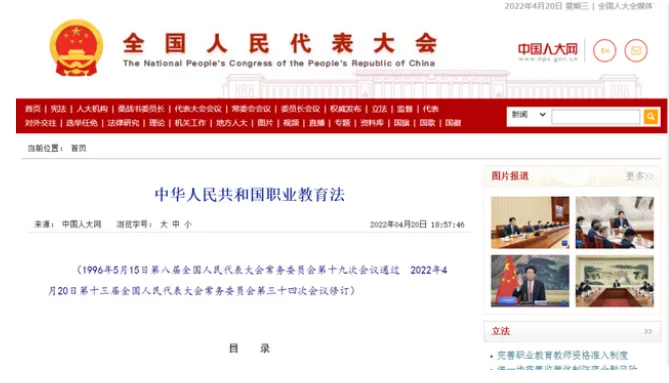 2022年4月20日 星期三 | 全国人大全媒体
全国人民代表大会
The National People's Congress of the People's Republic of China
中国人大网
www.npc.gov.cn
En
首页 | 宪法 | 人大机构 | 栗战书委员长 | 代表大会会议 | 常委会会议 | 委员长会议 | 权威发布 | 立法 | 监督 | 代表
对外交往 | 选举任免 | 法律研究 | 理论 | 机关工作 | 地方人大 | 图片 | 视频 | 直播 | 专题 | 资料库 | 国旗 | 国歌 | 国徽
新闻
当前位置: 首页
中华人民共和国职业教育法
来源: 中国人大网 浏览字号: 大 中 小 2022年04月20日 18:57:46
(1996年5月15日第八届全国人民代表大会常务委员会第十九次会议通过 2022年4
月20日第十三届全国人民代表大会常务委员会第三十四次会议修订)
目 录
图片报道 更多>>
立法 >>
• 完善职业教育教师资格准入制度